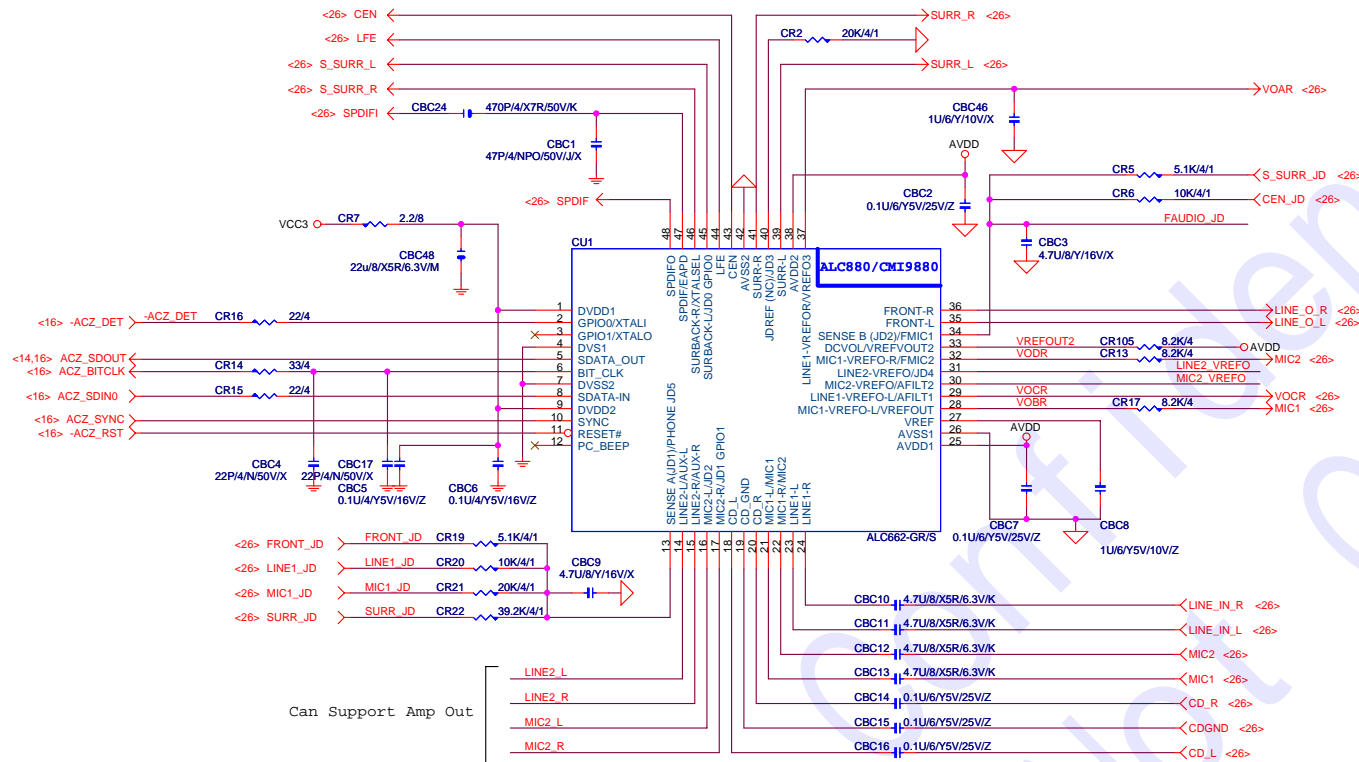 <26> CEN
<26> LFE
<26> S_SURR_L
<26> S_SURR_R
<26> SPDIFI
CBC24 470P/4/X7R/50V/K
CBC1
47P/4/NPO/50V/J/X
<26> SPDIF
SURR_R <26>
CR2 20K/4/1
SURR_L <26>
VOAR <26>
CBC46
1U/6/Y/10V/X
AVDD
CBC2
0.1U/6/Y5V/25V/Z
CR5 5.1K/4/1 S_SURR_JD <26>
CR6 10K/4/1 CEN_JD <26>
FAUDIO_JD
CBC3
4.7U/8/Y/16V/X
VCC3 CR7 2.2/8
CBC48
22u/8/X5R/6.3V/M
CU1
ALC880/CMI9880
48 SPDIFO
47 SPDIF/EAPD
46 SURBACK-R/XTALSEL
45 SURBACK-L/JD0 GPIO0
44 LFE
43 CEN
42 AVSS2
41 SURR-R
40 JDREF (NC)/JD3
39 SURR-L
38 AVDD2
37 LINE1-VREFOR/VREFO3
1 DVDD1
2 GPIO0/XTALI
3 GPIO1/XTALO
4 DVS1
5 SDATA_OUT
6 BIT_CLK
7 DVSS2
8 SDATA-IN
9 DVDD2
10 SYNC
11 RESET#
12 PC_BEEP
FRONT-R 36
FRONT-L 35
SENSE B (JD2)/FMIC1 34
DCVOL/VREFVOUT2 33
MIC1-VREFO-R/FMIC2 32
LINE2-VREFO/JD4 31
MIC2-VREFO/AFILT2 30
LINE1-VREFO-L/AFILT1 29
MIC1-VREFO-L/VREFOUT 28
VREF 27
AVSS1 26
AVDD1 25
13 SENSE A(JD1)/PHONE JD5
14 LINE2-L/AUX-L
15 LINE2-R/AUX-R
16 MIC2-L/JD2
17 MIC2-R/JD1 GPIO1
18 CD_L
19 CD_GND
20 CD_R
21 MIC1-L/MIC1
22 MIC1-R/MIC2
23 LINE1-L
24 LINE1-R
ALC662-GR/S
<16> -ACZ_DET -ACZ_DET CR16 22/4
<14,16> ACZ_SDOUT
<16> ACZ_BITCLK CR14 33/4
<16> ACZ_SDIN0 CR15 22/4
<16> ACZ_SYNC
<16> -ACZ_RST
CBC4
22P/4/N/50V/X
CBC17
22P/4/N/50V/X
CBC5
0.1U/4/Y5V/16V/Z
CBC6
0.1U/4/Y5V/16V/Z
LINE_O_R <26>
LINE_O_L <26>
VREFOUT2 CR105 8.2K/4 AVDD
VODR CR13 8.2K/4 MIC2 <26>
LINE2_VREFO
MIC2_VREFO
VOCR VOCR <26>
VOBR CR17 8.2K/4 MIC1 <26>
AVDD
CBC7
0.1U/6/Y5V/25V/Z
CBC8
1U/6/Y5V/10V/Z
<26> FRONT_JD FRONT_JD CR19 5.1K/4/1
<26> LINE1_JD LINE1_JD CR20 10K/4/1
<26> MIC1_JD MIC1_JD CR21 20K/4/1
<26> SURR_JD SURR_JD CR22 39.2K/4/1
CBC9
4.7U/8/Y/16V/X
CBC10 4.7U/8/X5R/6.3V/K LINE_IN_R <26>
CBC11 4.7U/8/X5R/6.3V/K LINE_IN_L <26>
CBC12 4.7U/8/X5R/6.3V/K MIC2 <26>
CBC13 4.7U/8/X5R/6.3V/K MIC1 <26>
CBC14 0.1U/6/Y5V/25V/Z CD_R <26>
CBC15 0.1U/6/Y5V/25V/Z CDGND <26>
CBC16 0.1U/6/Y5V/25V/Z CD_L <26>
Can Support Amp Out
LINE2_L
LINE2_R
MIC2_L
MIC2_R